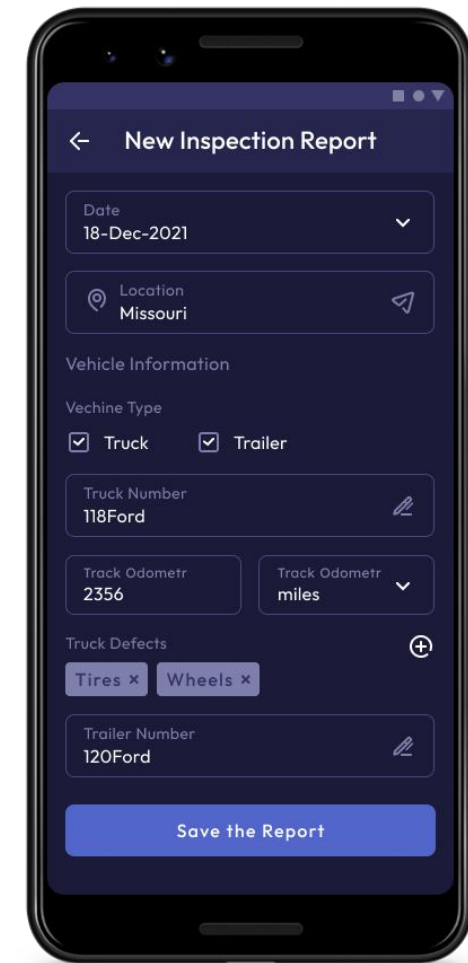 New Inspection Report
Date
18-Dec-2021
Location
Missouri
Vehicle Information
Vechine Type
Truck Trailer
Truck Number
118Ford
Track Odometr Track Odometr
2356 miles
Truck Defects
Tires × Wheels ×
Trailer Number
120Ford
Save the Report